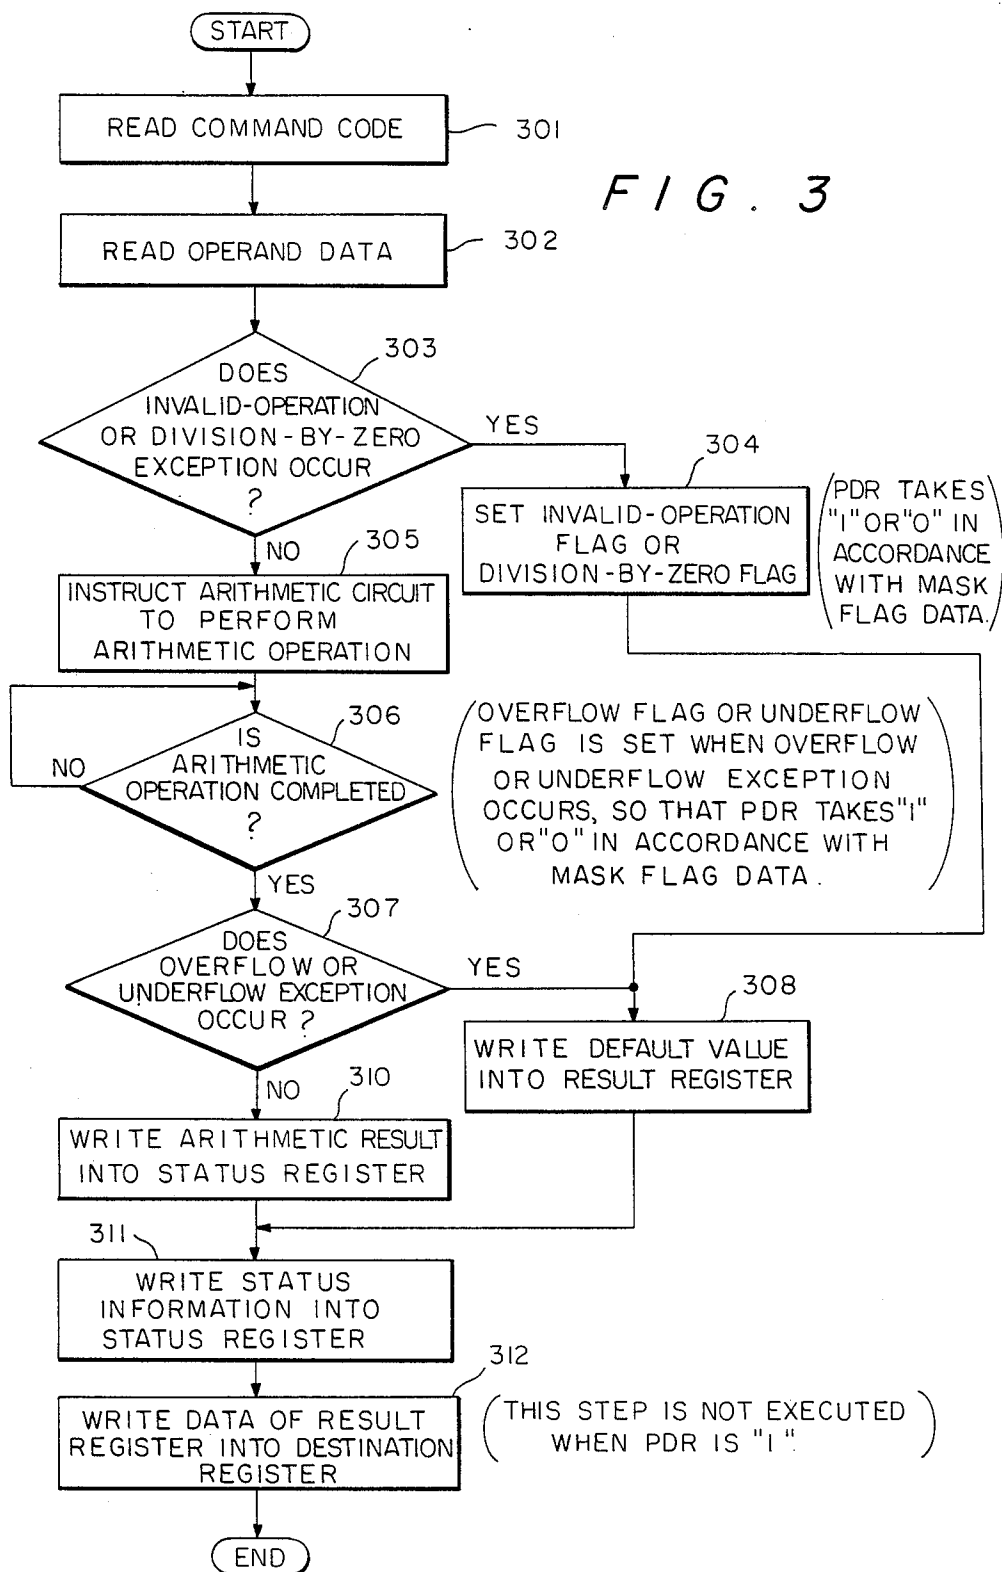 START
READ COMMAND CODE
301
FIG. 3
READ OPERAND DATA
302
303
DOES
INVALID-OPERATION
OR DIVISION-BY-ZERO
EXCEPTION OCCUR
?
YES
304
SET INVALID-OPERATION
FLAG OR
DIVISION-BY-ZERO FLAG
(PDR TAKES
"1" OR "0" IN
ACCORDANCE
WITH MASK
FLAG DATA.)
NO
305
INSTRUCT ARITHMETIC CIRCUIT
TO PERFORM
ARITHMETIC OPERATION
306
IS
ARITHMETIC
OPERATION COMPLETED
?
NO
(OVERFLOW FLAG OR UNDERFLOW
FLAG IS SET WHEN OVERFLOW
OR UNDERFLOW EXCEPTION
OCCURS, SO THAT PDR TAKES "1"
OR "0" IN ACCORDANCE WITH
MASK FLAG DATA.)
YES
307
DOES
OVERFLOW OR
UNDERFLOW EXCEPTION
OCCUR ?
YES
308
WRITE DEFAULT VALUE
INTO RESULT REGISTER
NO
310
WRITE ARITHMETIC RESULT
INTO STATUS REGISTER
311
WRITE STATUS
INFORMATION INTO
STATUS REGISTER
312
WRITE DATA OF RESULT
REGISTER INTO DESTINATION
REGISTER
(THIS STEP IS NOT EXECUTED
WHEN PDR IS "1".)
END